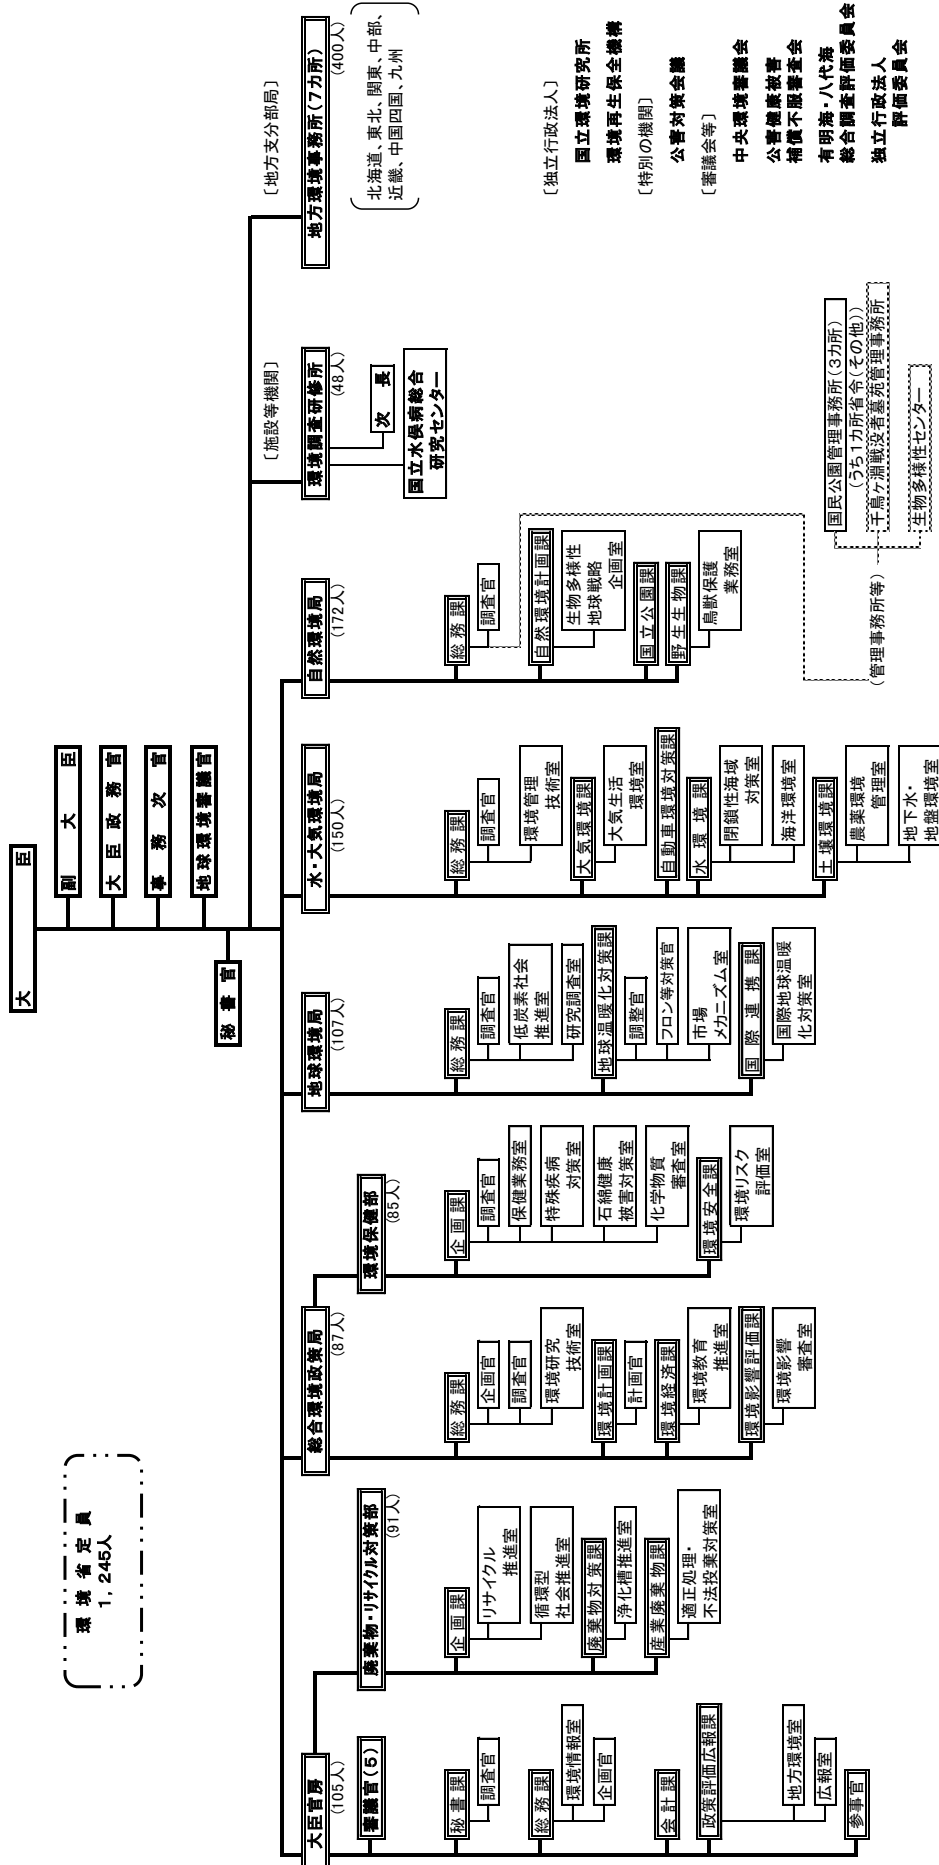 環境省定員
1,245人
大臣
副大臣
大臣政務官
事務次官
地球環境審議官
秘書官
大臣官房
(105人)
審議官(5)
秘書課
調査官
総務課
環境情報室
企画官
会計課
政策評価広報課
地方環境室
広報室
参事官
廃棄物・リサイクル対策部
(91人)
企画課
リサイクル
推進室
循環型
社会推進室
廃棄物対策課
浄化槽推進室
産業廃棄物課
適正処理・
不法投棄対策室
総合環境政策局
(87人)
総務課
企画官
調査官
環境研究
技術室
環境計画課
計画官
環境経済課
環境教育
推進室
環境影響評価課
環境影響
審査室
環境保健部
(85人)
企画課
調査官
保健業務室
特殊疾病
対策室
石綿健康
被害対策室
化学物質
審査室
環境安全課
環境リスク
評価室
地球環境局
(107人)
総務課
調査官
低炭素社会
推進室
研究調査室
地球温暖化対策課
調整官
フロン等対策官
市場
メカニズム室
国際連携課
国際地球温暖
化対策室
水・大気環境局
(150人)
総務課
調査官
環境管理
技術室
大気環境課
大気生活
環境室
自動車環境対策課
水環境課
閉鎖性海域
対策室
海洋環境室
土壌環境課
農薬環境
管理室
地下水・
地盤環境室
自然環境局
(172人)
総務課
調査官
自然環境計画課
生物多様性
地球戦略
企画室
国立公園課
野生生物課
鳥獣保護
業務室
(管理事務所等)
国民公園管理事務所(3カ所)
(うち1カ所省令(その他))
千鳥ヶ淵戦没者墓苑管理事務所
生物多様性センター
〔施設等機関〕
環境調査研修所
(48人)
次長
国立水俣病総合
研究センター
〔地方支分部局〕
地方環境事務所(7カ所)
(400人)
北海道、東北、関東、中部、
近畿、中国四国、九州
〔独立行政法人〕
国立環境研究所
環境再生保全機構
〔特別の機関〕
公害対策会議
〔審議会等〕
中央環境審議会
公害健康被害
補償不服審査会
有明海・八代海
総合調査評価委員会
独立行政法人
評価委員会